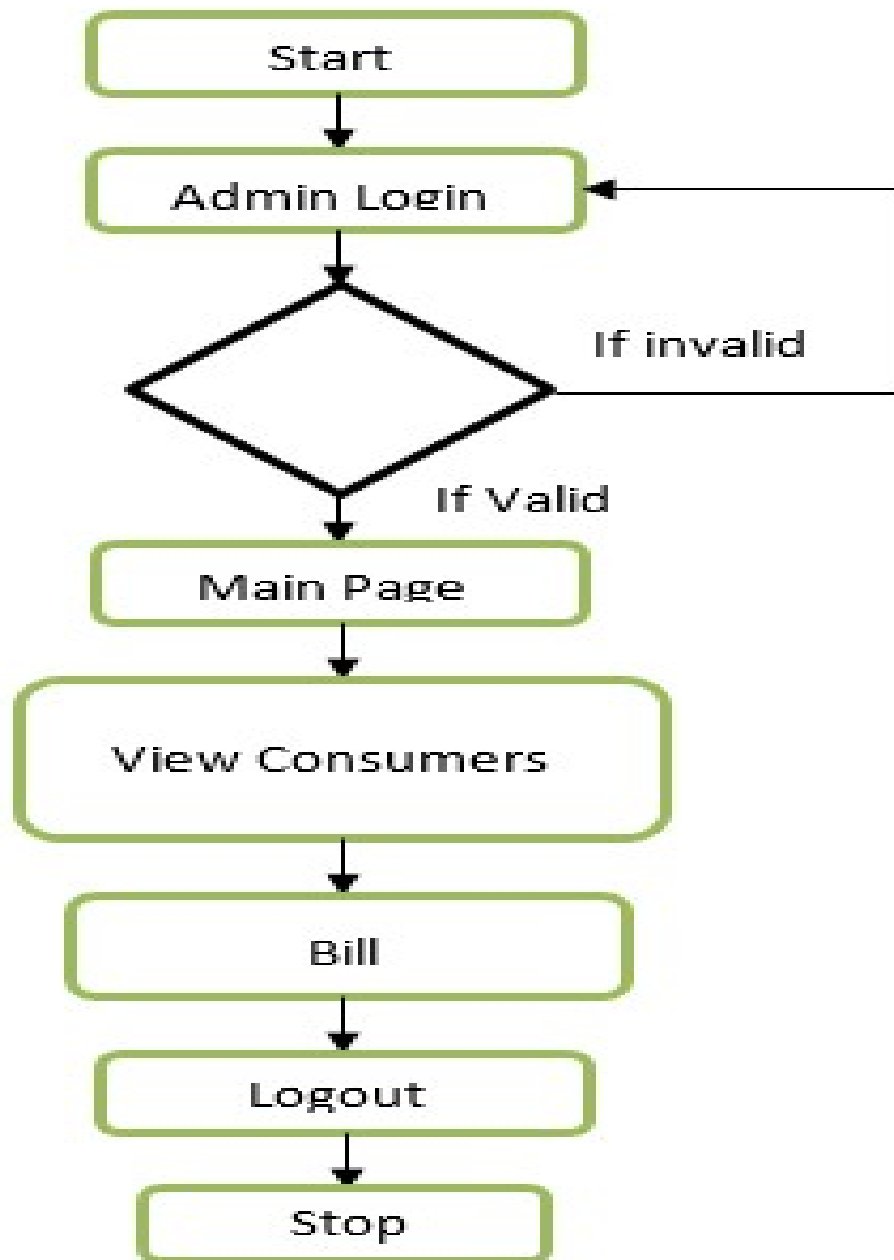 Start
Admin Login
If invalid
If Valid
Main Page
View Consumers
Bill
Logout
Stop